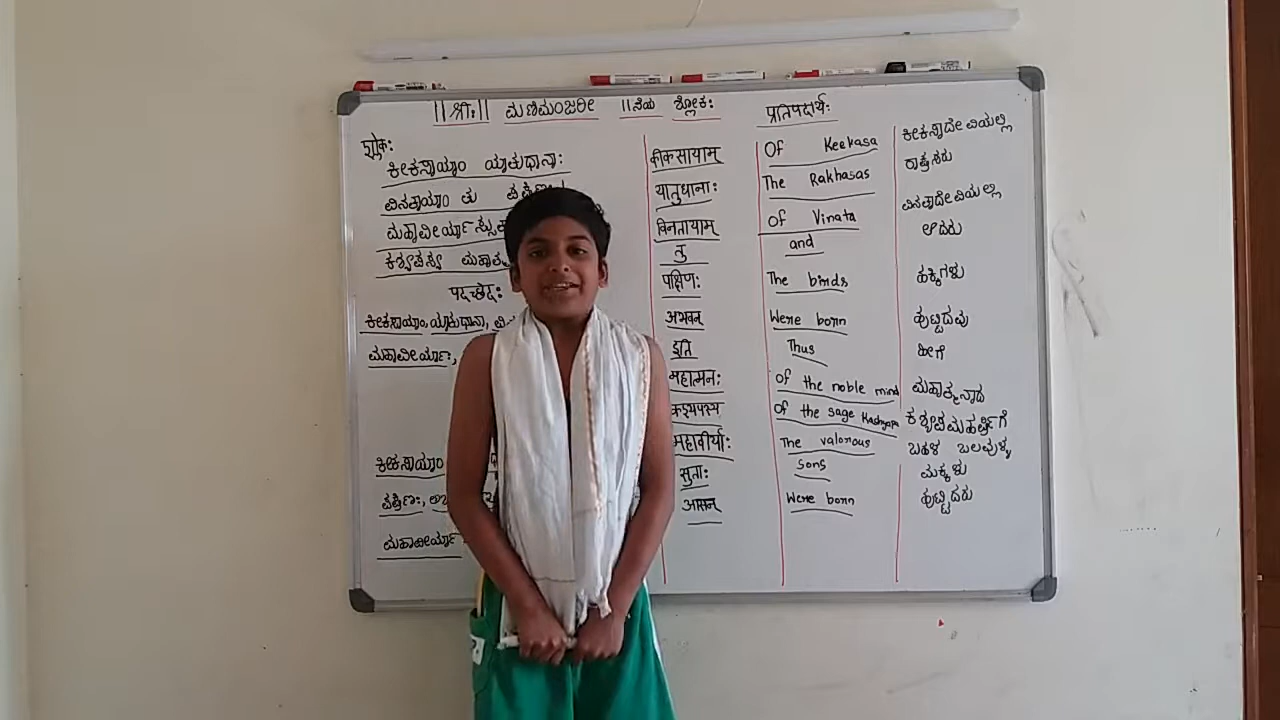 ||ಶ್ರೀಃ|| ಮಣಿಮಂಜರೀ ||ನೆಯ ಶ್ಲೋಕಃ
प्रतिपदार्थः
श्लोकः
ಕೀಕಸಾಯಾಂ ಯಾತುಧಾನಾಃ
ವಿನತಾಯಾಂ ತು
ಮಹಾವೀರ್ಯಾ
ಕಶ್ಯಪಸ್ಯ
ಕೀಕಸಾಯಾಂ, ಯಾತುಧಾನಾಃ,
ಮಹಾವೀರ್ಯಾಃ,
ಕೀಕಸಾಯಾಂ
ಪಕ್ಷಿಣಃ,
ಮಹಾವೀರ್ಯಾ
कीकसायाम् Of Keekasa ಕೀಕಸಾದೇವಿಯಲ್ಲಿ
यातुधानाः The Rakhasas ರಾಕ್ಷಸರು
विनतायाम् Of Vinata ವಿನತಾದೇವಿಯಲ್ಲಿ
तु and ಆದರು
पक्षिणः The birds ಹಕ್ಕಿಗಳು
अभवन् Were born ಹುಟ್ಟಿದವು
इति Thus ಹೀಗೆ
महात्मनः Of the noble mind ಮಹಾತ್ಮನಾದ
कश्यपस्य Of the sage Kashyapa ಕಶ್ಯಪಮಹರ್ಷಿಗೆ
महावीर्याः The valorous ಬಹಳ ಬಲವುಳ್ಳ
सुताः sons ಮಕ್ಕಳು
आसन् Were born ಹುಟ್ಟಿದರು